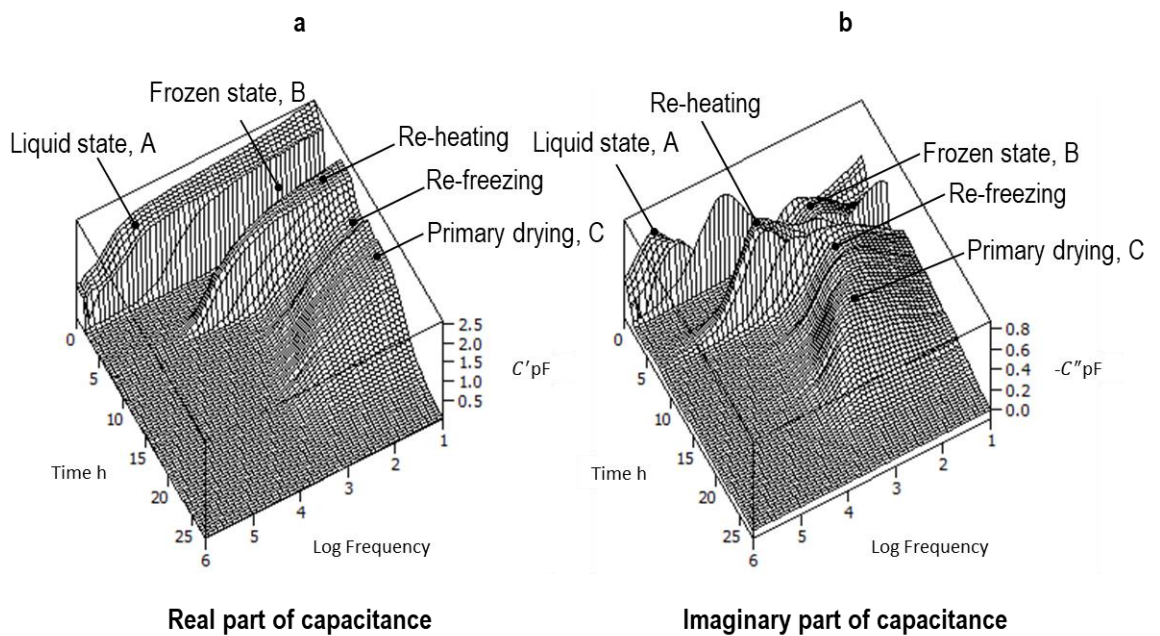 a
Frozen state, B
Liquid state, A
Re-heating
Re-freezing
Primary drying, C
0
5
10
15
20
25
Time h
6
5
4
3
2
1
Log Frequency
2.5
2.0
1.5
1.0
0.5
C′pF
Real part of capacitance
b
Re-heating
Liquid state, A
Frozen state, B
Re-freezing
Primary drying, C
0
5
10
15
20
25
Time h
6
5
4
3
2
1
Log Frequency
0.8
0.6
0.4
0.2
0.0
-C″pF
Imaginary part of capacitance